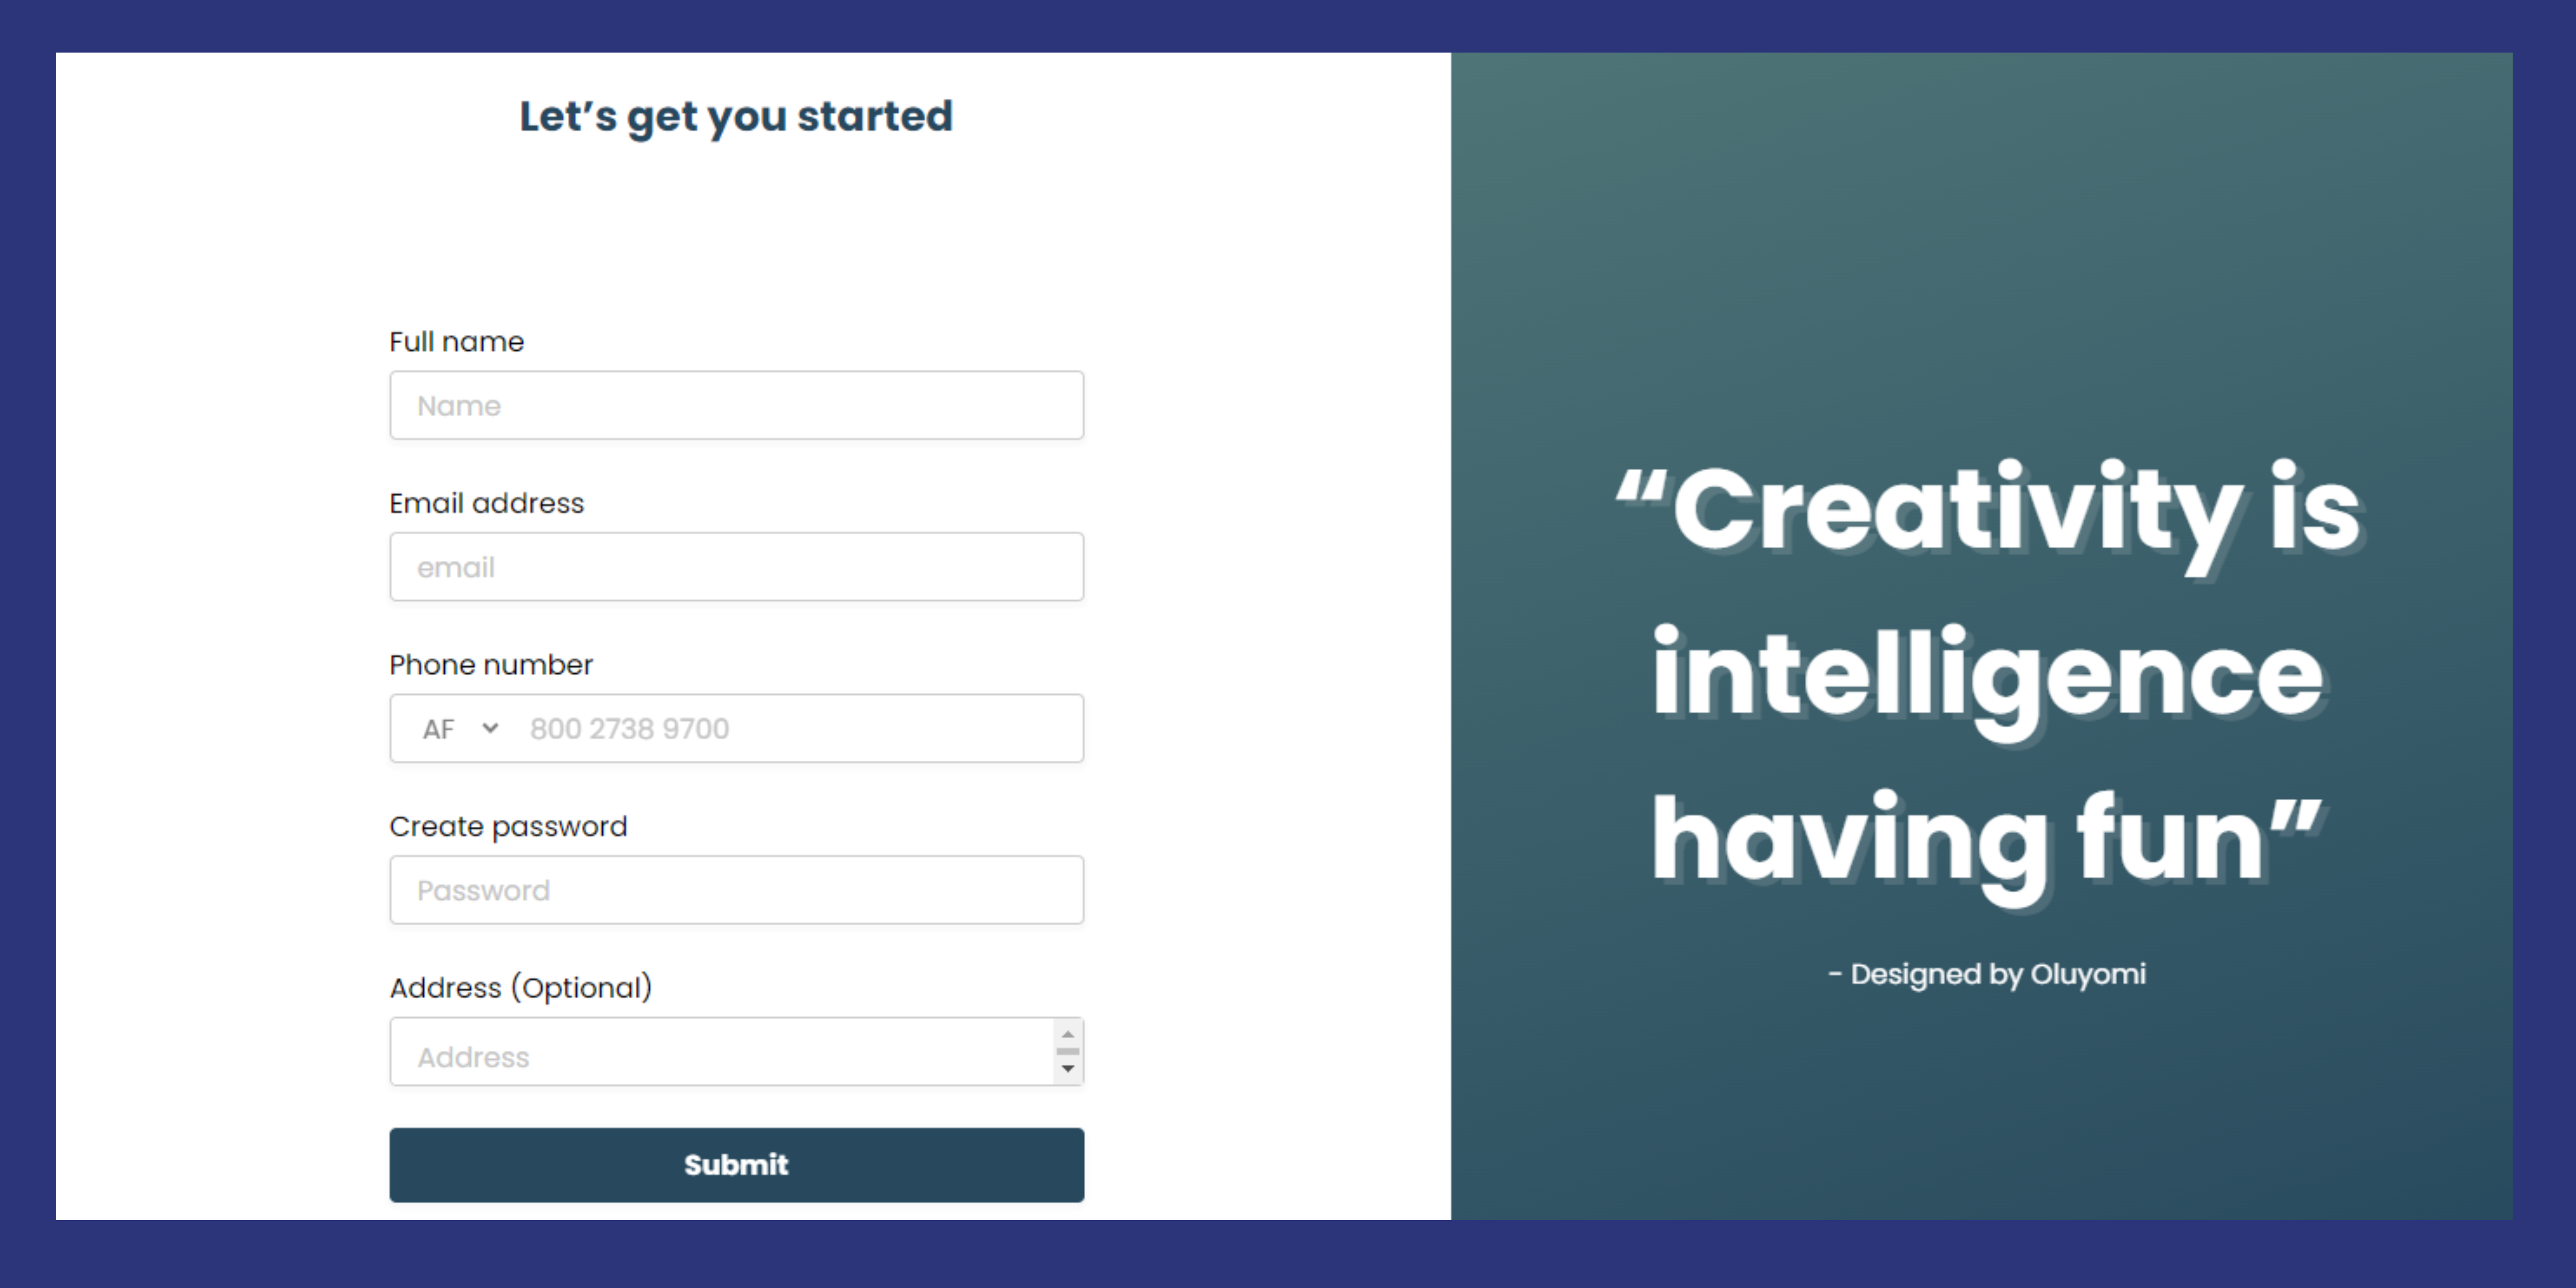 Let’s get you started
Full name
Name
Email address
email
Phone number
AF 800 2738 9700
Create password
Password
Address (Optional)
Address
Submit
“Creativity is
intelligence
having fun”
- Designed by Oluyomi